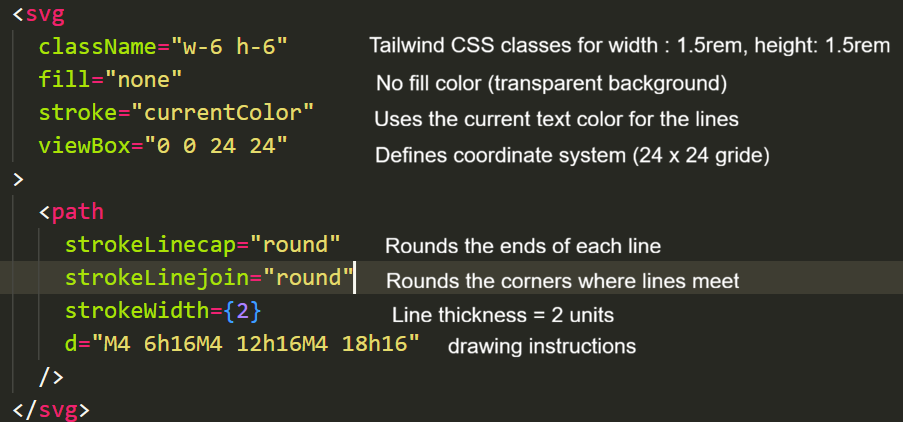 <svg
className="w-6 h-6" Tailwind CSS classes for width : 1.5rem, height: 1.5rem
fill="none" No fill color (transparent background)
stroke="currentColor" Uses the current text color for the lines
viewBox="0 0 24 24" Defines coordinate system (24 x 24 gride)
>
<path
strokeLinecap="round" Rounds the ends of each line
strokeLinejoin="round" Rounds the corners where lines meet
strokeWidth={2} Line thickness = 2 units
d="M4 6h16M4 12h16M4 18h16" drawing instructions
/>
</svg>